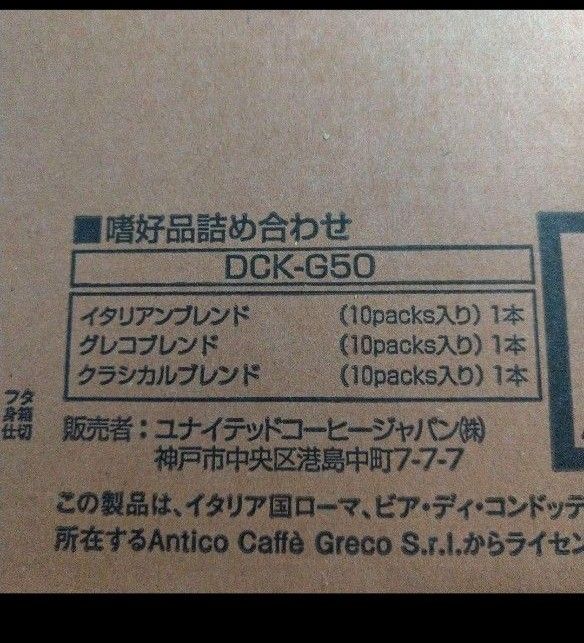 ■嗜好品詰め合わせ
DCK-G50
イタリアンブレンド (10packs入り) 1本
グレコブレンド (10packs入り) 1本
クラシカルブレンド (10packs入り) 1本
フタ
身箱
仕切
販売者：ユナイテッドコーヒージャパン㈱
神戸市中央区港島中町7-7-7
この製品は、イタリア国ローマ、ビア・ディ・コンドッテ
所在するAntico Caffè Greco S.r.l.からライセン